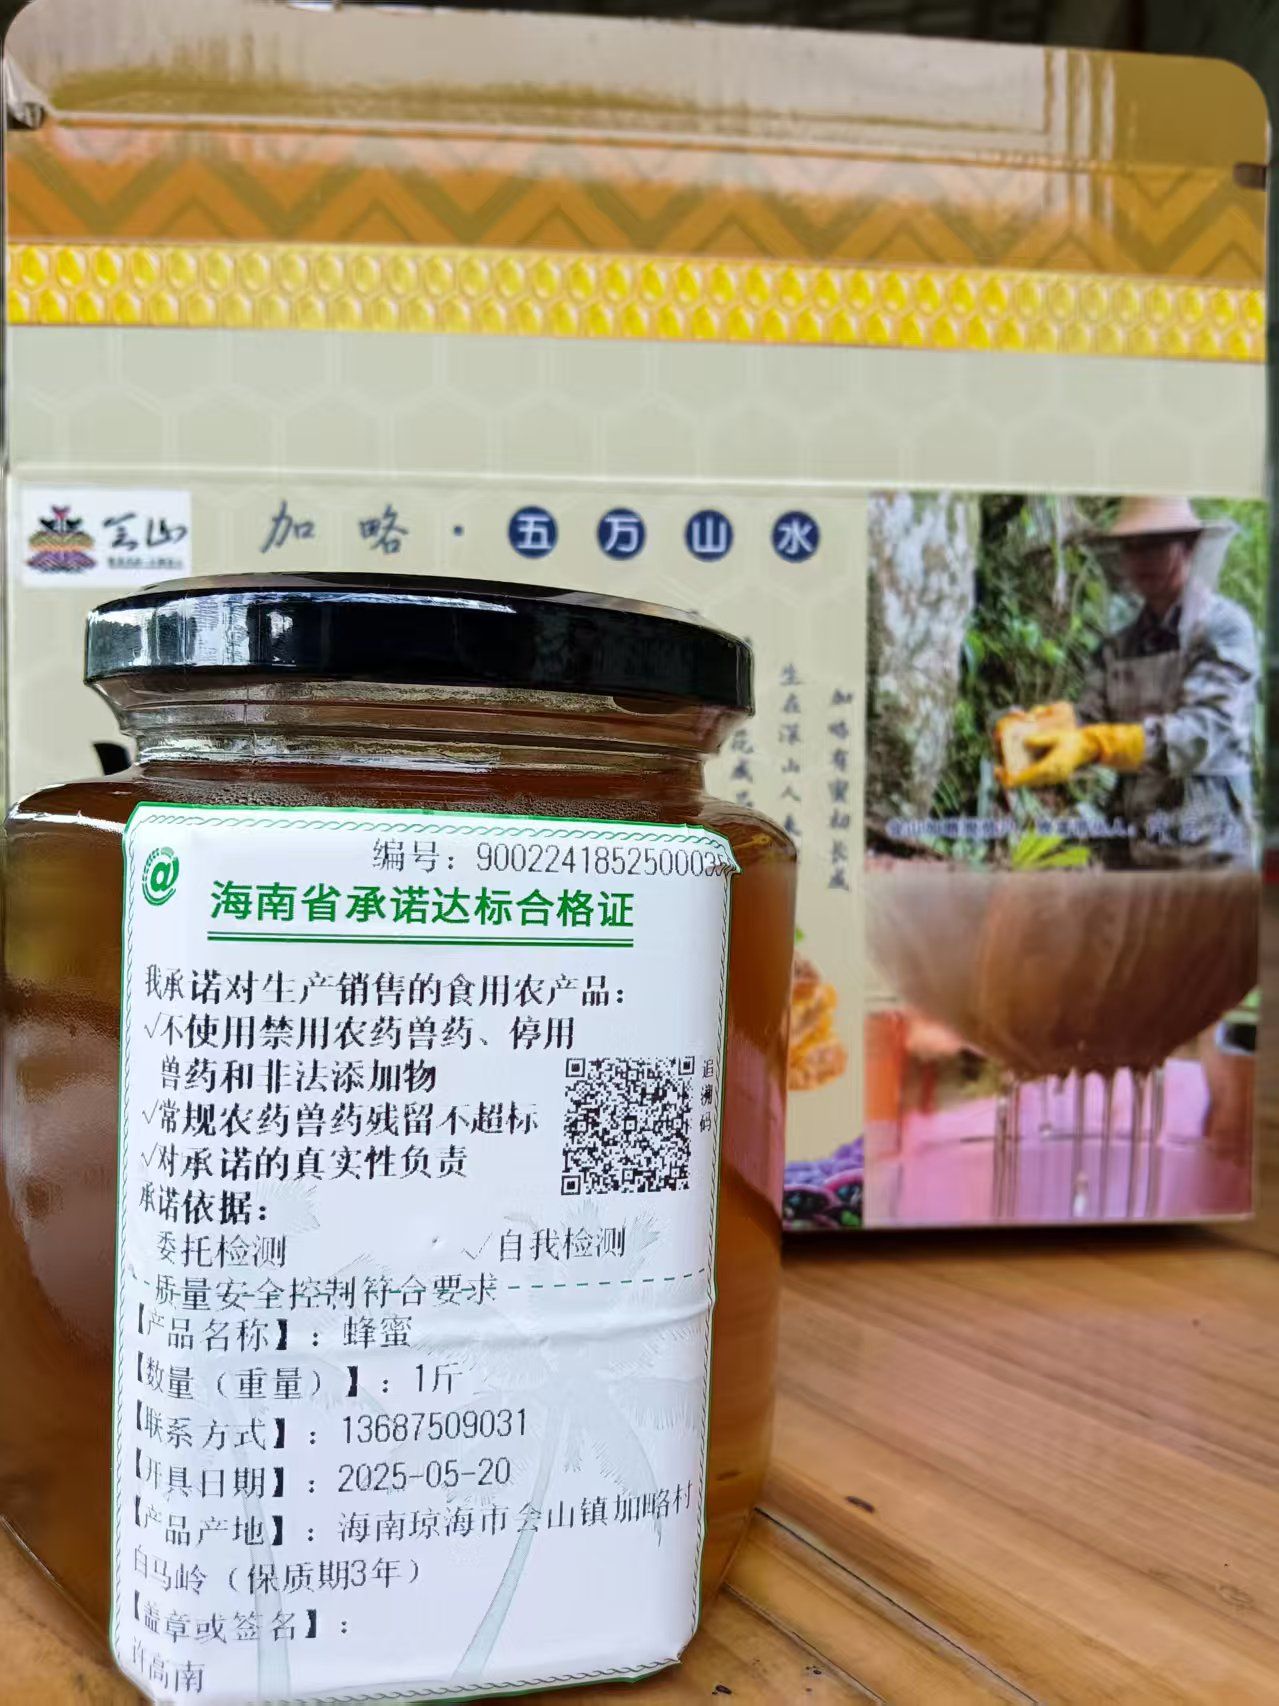 会山
加略·五万山水
加略有蜜初长成
生在深山人未
编号：9002241852500035
海南省承诺达标合格证
我承诺对生产销售的食用农产品：
√不使用禁用农药兽药、停用
兽药和非法添加物
√常规农药兽药残留不超标
√对承诺的真实性负责
追溯码
承诺依据：
委托检测 √自我检测
质量安全控制符合要求
【产品名称】：蜂蜜
【数量（重量）】：1斤
【联系方式】：13687509031
【开具日期】：2025-05-20
【产品产地】：海南琼海市会山镇加略村
白马岭（保质期3年）
【盖章或签名】：
许高南